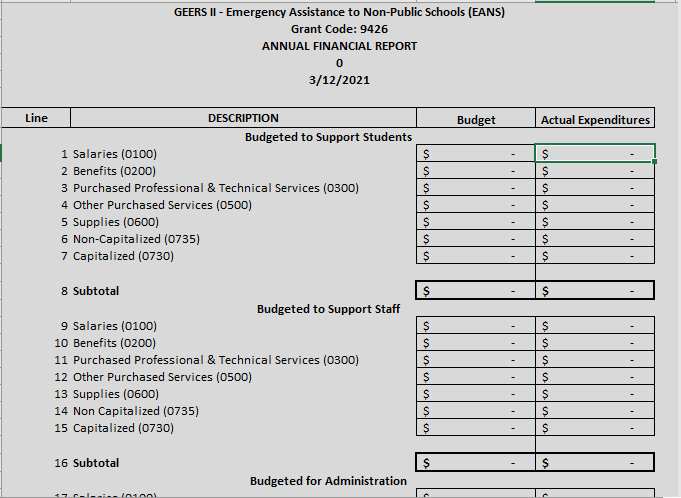 GEERS II - Emergency Assistance to Non-Public Schools (EANS)
Grant Code: 9426
ANNUAL FINANCIAL REPORT
0
3/12/2021
Line DESCRIPTION Budget Actual Expenditures
Budgeted to Support Students
1 Salaries (0100) $ - $ -
2 Benefits (0200) $ - $ -
3 Purchased Professional & Technical Services (0300) $ - $ -
4 Other Purchased Services (0500) $ - $ -
5 Supplies (0600) $ - $ -
6 Non-Capitalized (0735) $ - $ -
7 Capitalized (0730) $ - $ -
8 Subtotal $ - $ -
Budgeted to Support Staff
9 Salaries (0100) $ - $ -
10 Benefits (0200) $ - $ -
11 Purchased Professional & Technical Services (0300) $ - $ -
12 Other Purchased Services (0500) $ - $ -
13 Supplies (0600) $ - $ -
14 Non Capitalized (0735) $ - $ -
15 Capitalized (0730) $ - $ -
16 Subtotal $ - $ -
Budgeted for Administration
17 Salaries (0100)